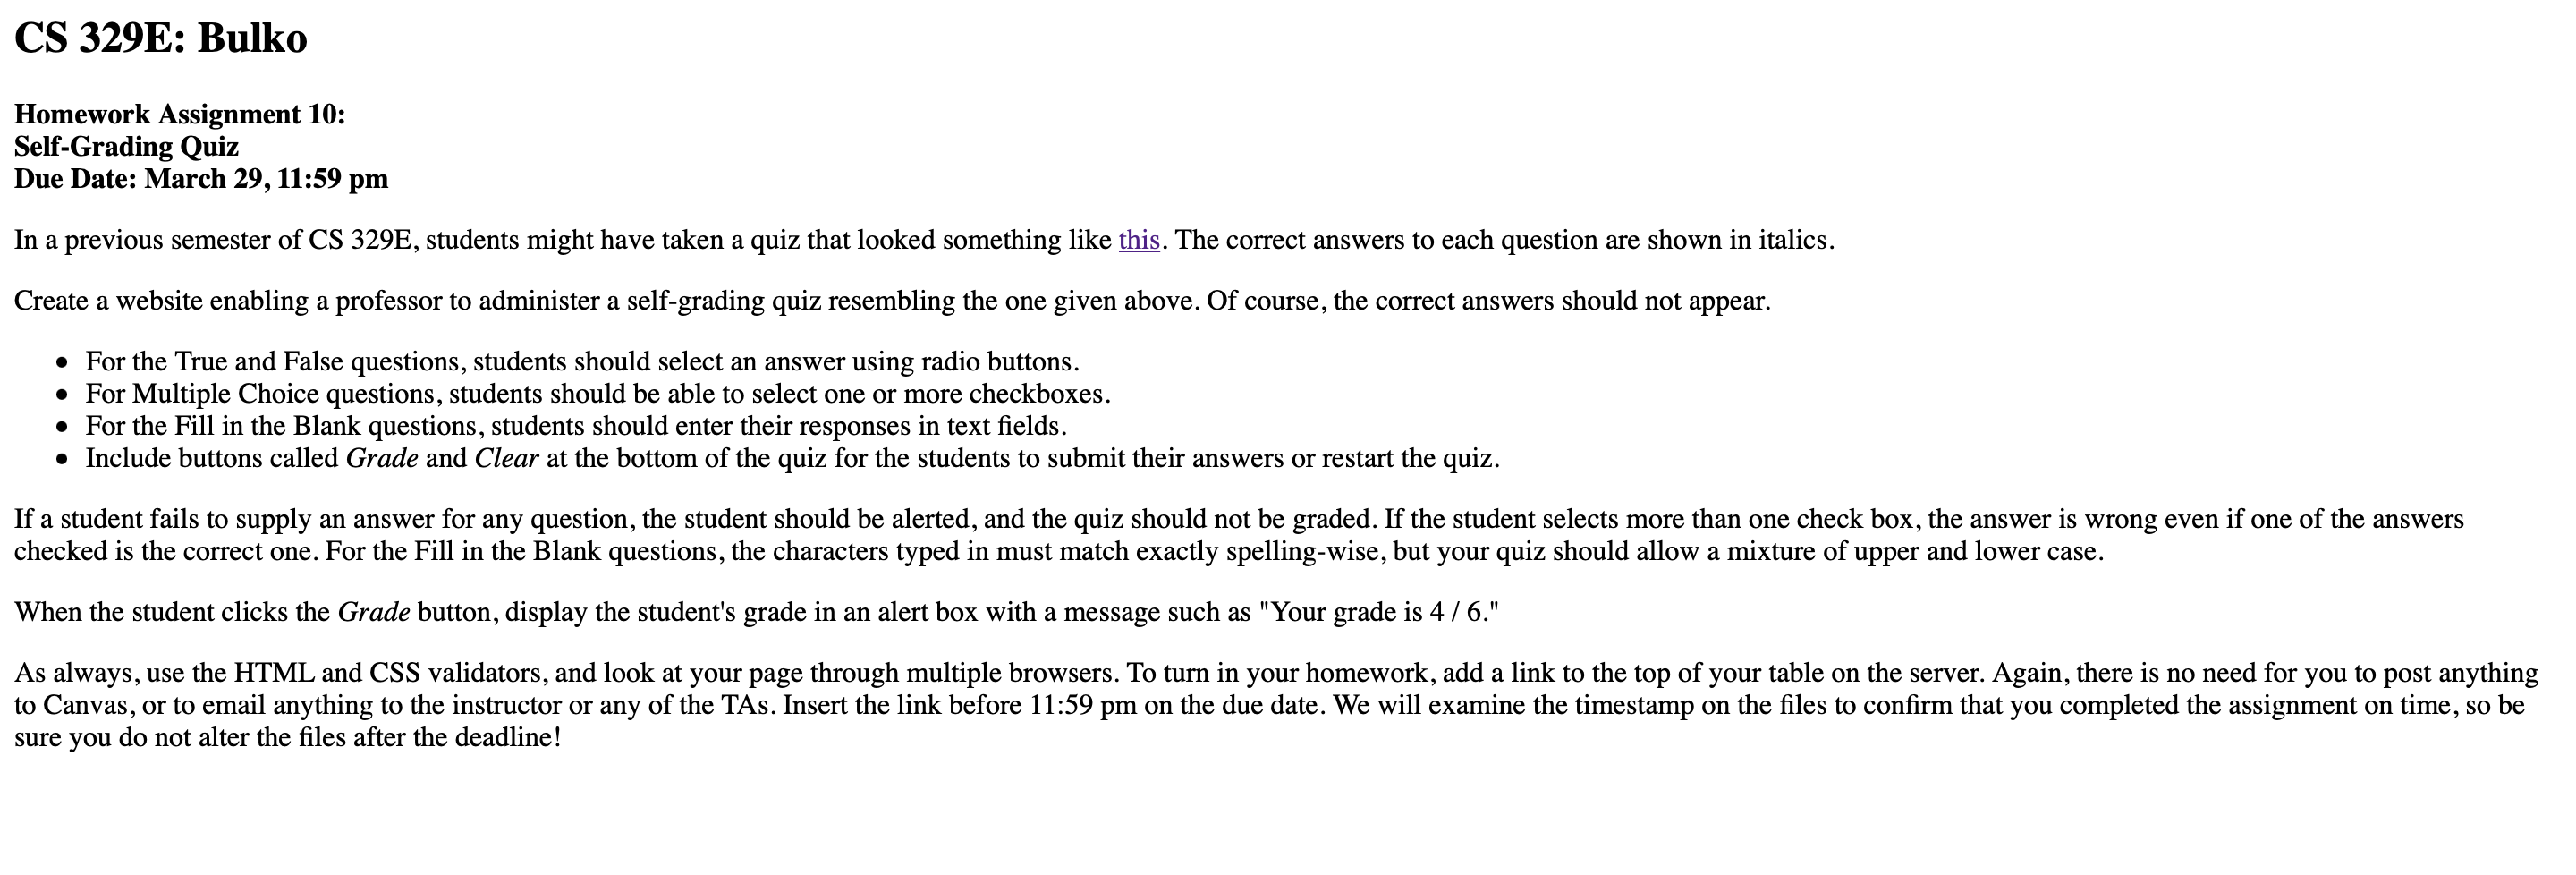 CS 329E: Bulko
Homework Assignment 10:
Self-Grading Quiz
Due Date: March 29, 11:59 pm
In a previous semester of CS 329E, students might have taken a quiz that looked something like this. The correct answers to each question are shown in italics.
Create a website enabling a professor to administer a self-grading quiz resembling the one given above. Of course, the correct answers should not appear.
• For the True and False questions, students should select an answer using radio buttons.
• For Multiple Choice questions, students should be able to select one or more checkboxes.
• For the Fill in the Blank questions, students should enter their responses in text fields.
• Include buttons called Grade and Clear at the bottom of the quiz for the students to submit their answers or restart the quiz.
If a student fails to supply an answer for any question, the student should be alerted, and the quiz should not be graded. If the student selects more than one check box, the answer is wrong even if one of the answers
checked is the correct one. For the Fill in the Blank questions, the characters typed in must match exactly spelling-wise, but your quiz should allow a mixture of upper and lower case.
When the student clicks the Grade button, display the student's grade in an alert box with a message such as "Your grade is 4 / 6."
As always, use the HTML and CSS validators, and look at your page through multiple browsers. To turn in your homework, add a link to the top of your table on the server. Again, there is no need for you to post anything
to Canvas, or to email anything to the instructor or any of the TAs. Insert the link before 11:59 pm on the due date. We will examine the timestamp on the files to confirm that you completed the assignment on time, so be
sure you do not alter the files after the deadline!